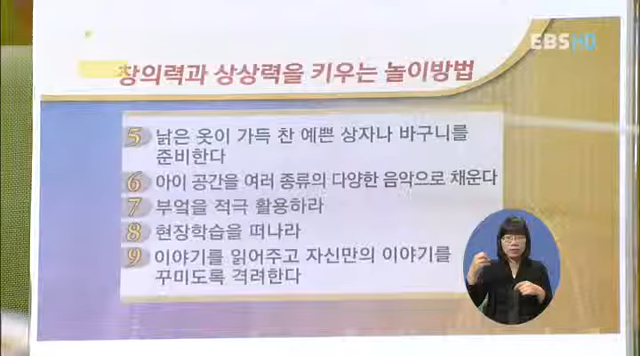 EBS HD
창의력과 상상력을 키우는 놀이방법
5 낡은 옷이 가득 찬 예쁜 상자나 바구니를
준비한다
6 아이 공간을 여러 종류의 다양한 음악으로 채운다
7 부엌을 적극 활용하라
8 현장학습을 떠나라
9 이야기를 읽어주고 자신만의 이야기를
꾸미도록 격려한다